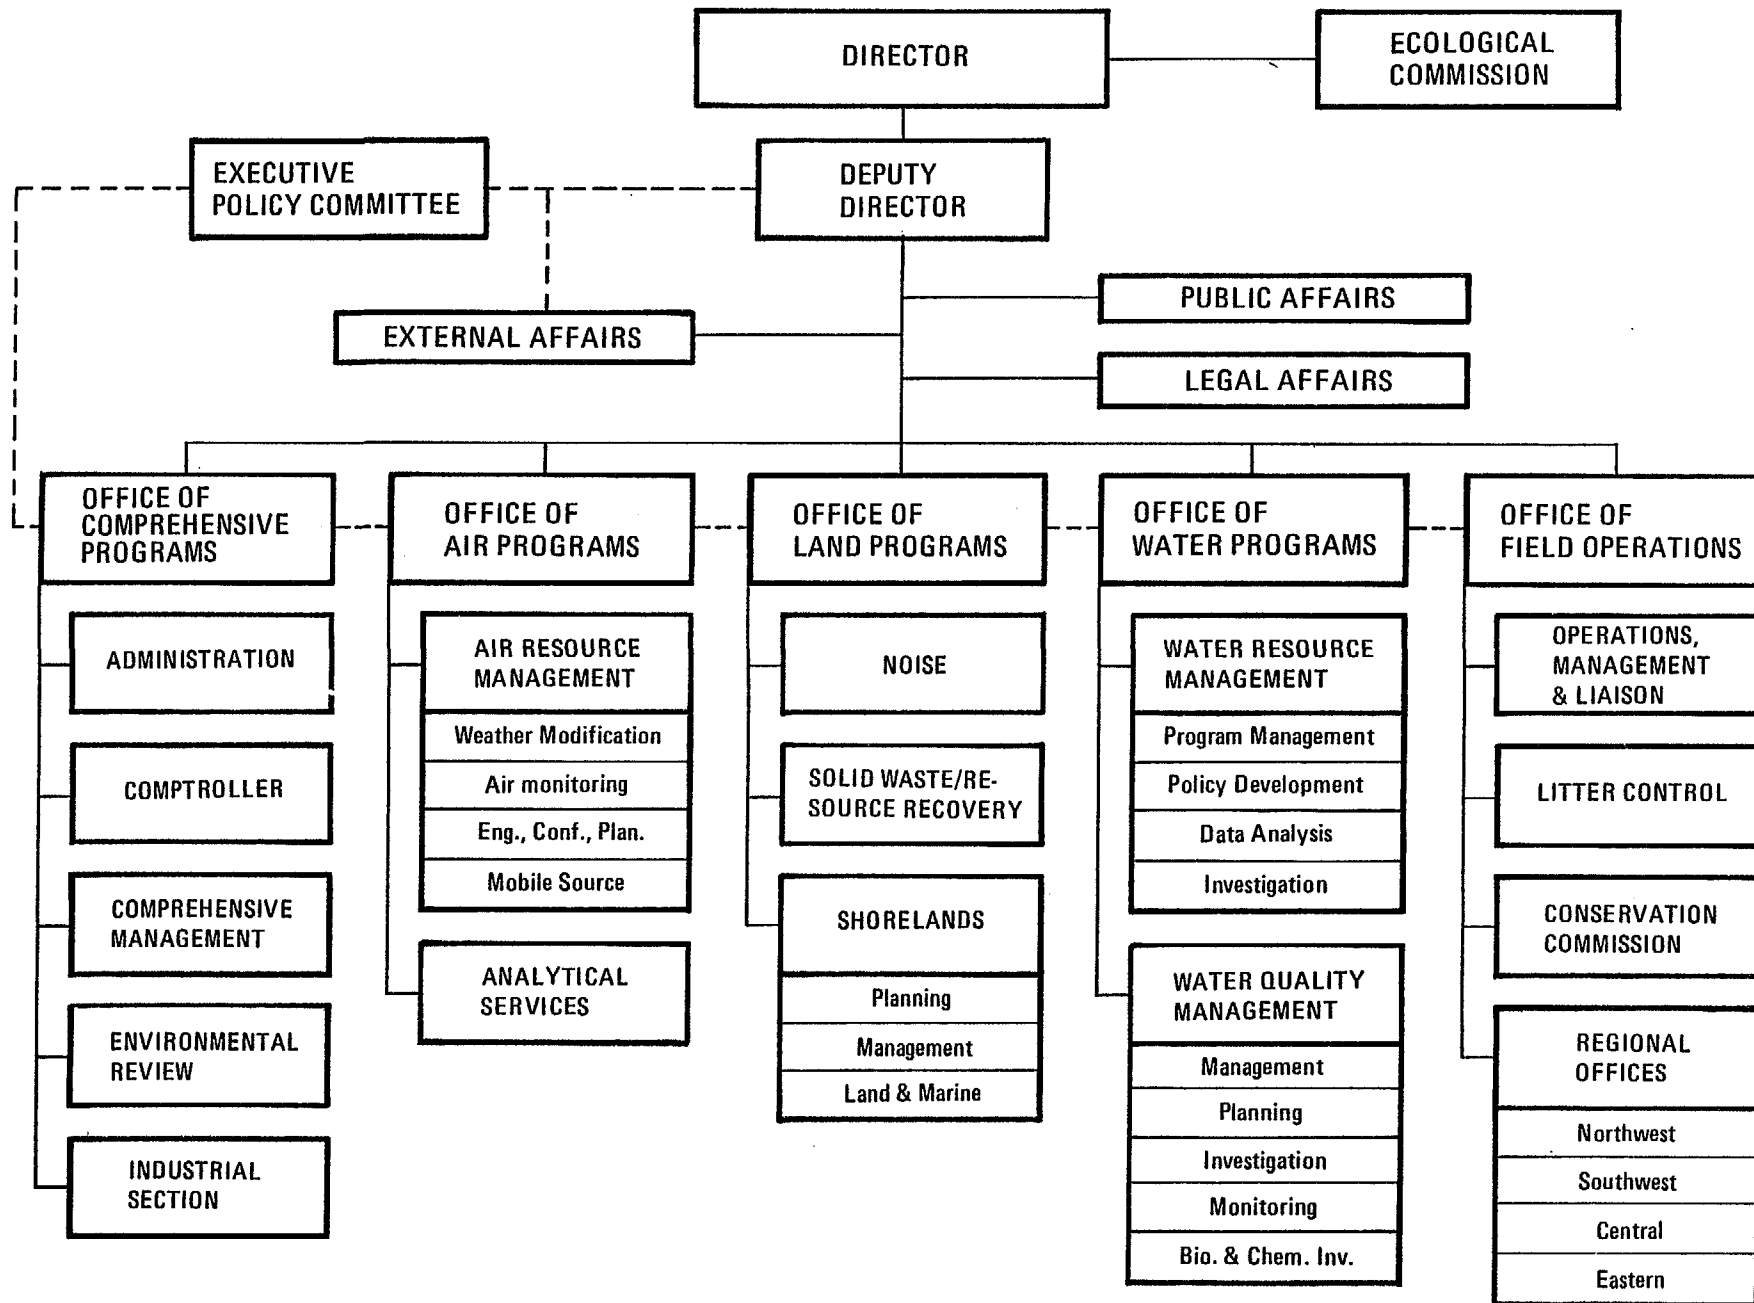 DIRECTOR
ECOLOGICAL
COMMISSION
EXECUTIVE
POLICY COMMITTEE
DEPUTY
DIRECTOR
PUBLIC AFFAIRS
EXTERNAL AFFAIRS
LEGAL AFFAIRS
OFFICE OF
COMPREHENSIVE
PROGRAMS
ADMINISTRATION
COMPTROLLER
COMPREHENSIVE
MANAGEMENT
ENVIRONMENTAL
REVIEW
INDUSTRIAL
SECTION
OFFICE OF
AIR PROGRAMS
AIR RESOURCE
MANAGEMENT
Weather Modification
Air monitoring
Eng., Conf., Plan.
Mobile Source
ANALYTICAL
SERVICES
OFFICE OF
LAND PROGRAMS
NOISE
SOLID WASTE/RE-
SOURCE RECOVERY
SHORELANDS
Planning
Management
Land & Marine
OFFICE OF
WATER PROGRAMS
WATER RESOURCE
MANAGEMENT
Program Management
Policy Development
Data Analysis
Investigation
WATER QUALITY
MANAGEMENT
Management
Planning
Investigation
Monitoring
Bio. & Chem. Inv.
OFFICE OF
FIELD OPERATIONS
OPERATIONS,
MANAGEMENT
& LIAISON
LITTER CONTROL
CONSERVATION
COMMISSION
REGIONAL
OFFICES
Northwest
Southwest
Central
Eastern